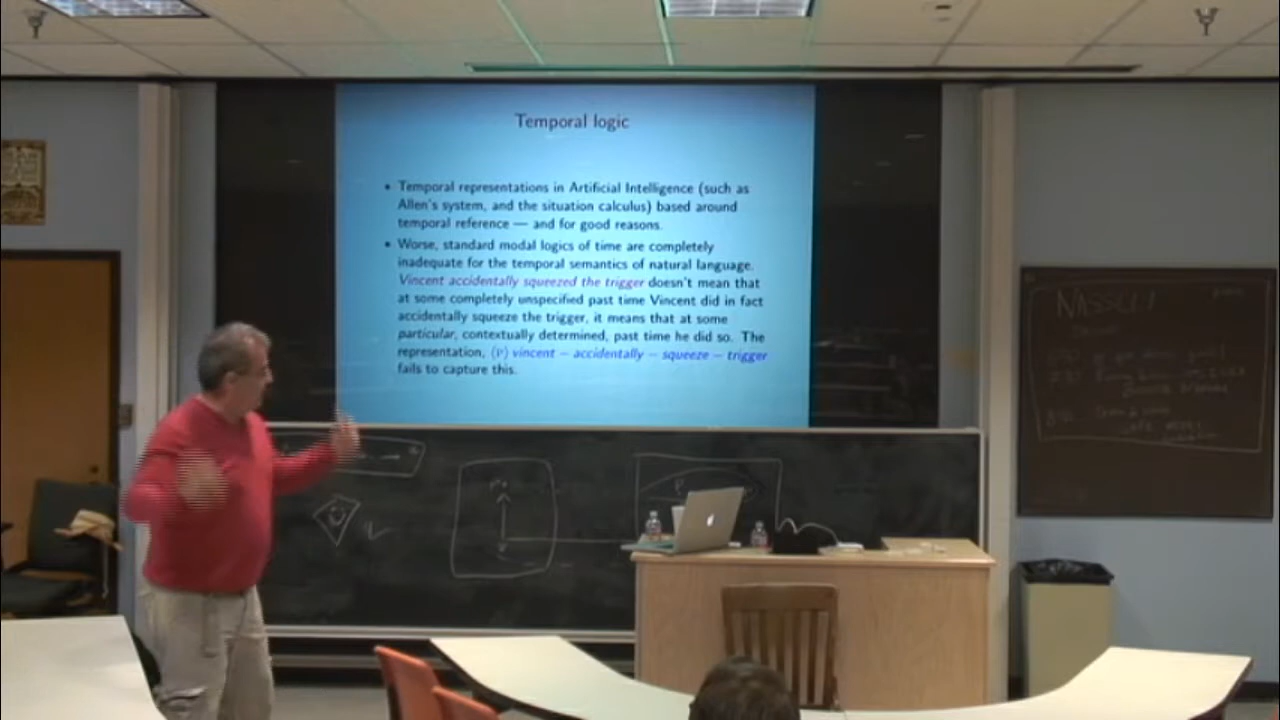 Temporal logic
• Temporal representations in Artificial Intelligence (such as
Allen's system, and the situation calculus) based around
temporal reference — and for good reasons.
• Worse, standard modal logics of time are completely
inadequate for the temporal semantics of natural language.
Vincent accidentally squeezed the trigger doesn't mean that
at some completely unspecified past time Vincent did in fact
accidentally squeeze the trigger, it means that at some
particular, contextually determined, past time he did so. The
representation, ⟨P⟩ vincent − accidentally − squeeze − trigger
fails to capture this.
NASSLLI